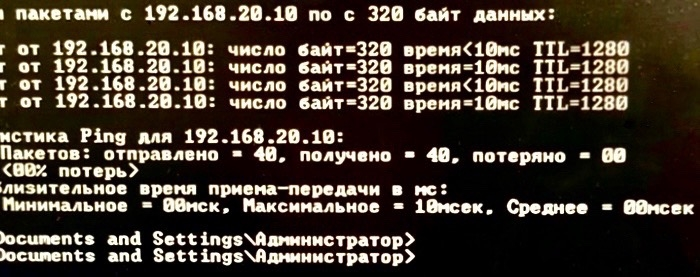 пакетами с 192.168.20.10 по с 320 байт данных:
т от 192.168.20.10: число байт=320 время<10мс TTL=1280
т от 192.168.20.10: число байт=320 время=10мс TTL=1280
т от 192.168.20.10: число байт=320 время<10мс TTL=1280
т от 192.168.20.10: число байт=320 время=10мс TTL=1280
истика Ping для 192.168.20.10:
Пакетов: отправлено = 40, получено = 40, потеряно = 00
<00% потерь>
лизительное время приема-передачи в мс:
Минимальное = 00мск, Максимальное = 10мсек, Среднее = 00мсек
Documents and Settings\Администратор>
Documents and Settings\Администратор>